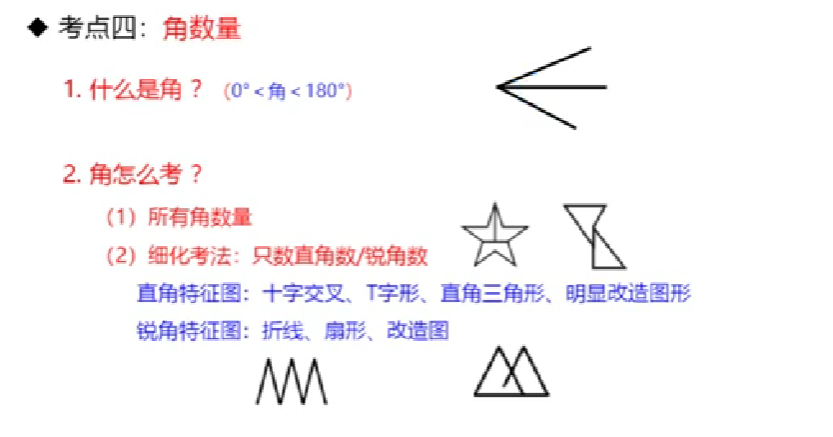 ◆ 考点四：角数量
1. 什么是角？（0°<角<180°）
2. 角怎么考？
（1）所有角数量
（2）细化考法：只数直角数/锐角数
直角特征图：十字交叉、T字形、直角三角形、明显改造图形
锐角特征图：折线、扇形、改造图